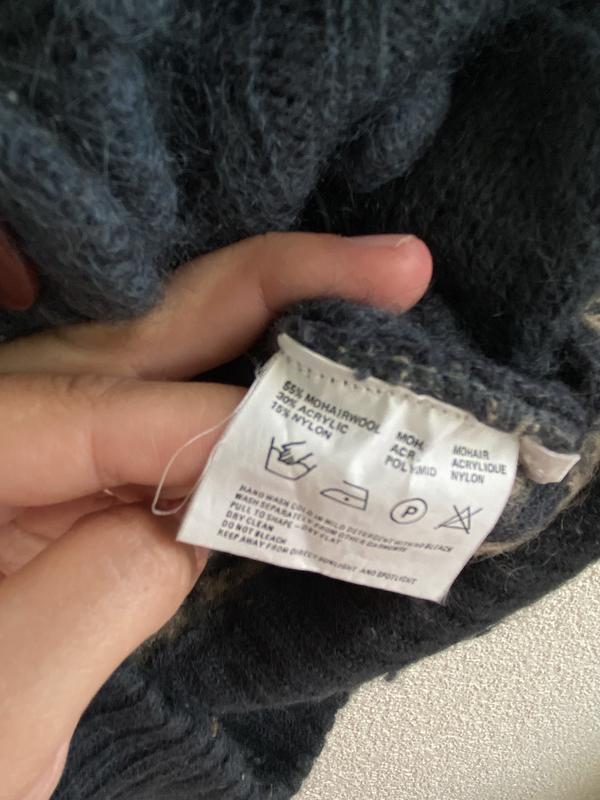 55% MOHAIRWOOL
30% ACRYLIC
15% NYLON
MOH.
ACR
POLYAMID
MOHAIR
ACRYLIQUE
NYLON
P
HAND WASH COLD IN MILD DETERGENT WITH NO BLEACH
WASH SEPARATELY FROM OTHER GARMENTS
PULL TO SHAPE - DRY FLAT
DRY CLEAN
DO NOT BLEACH
KEEP AWAY FROM DIRECT SUNLIGHT AND SPOTLIGHT